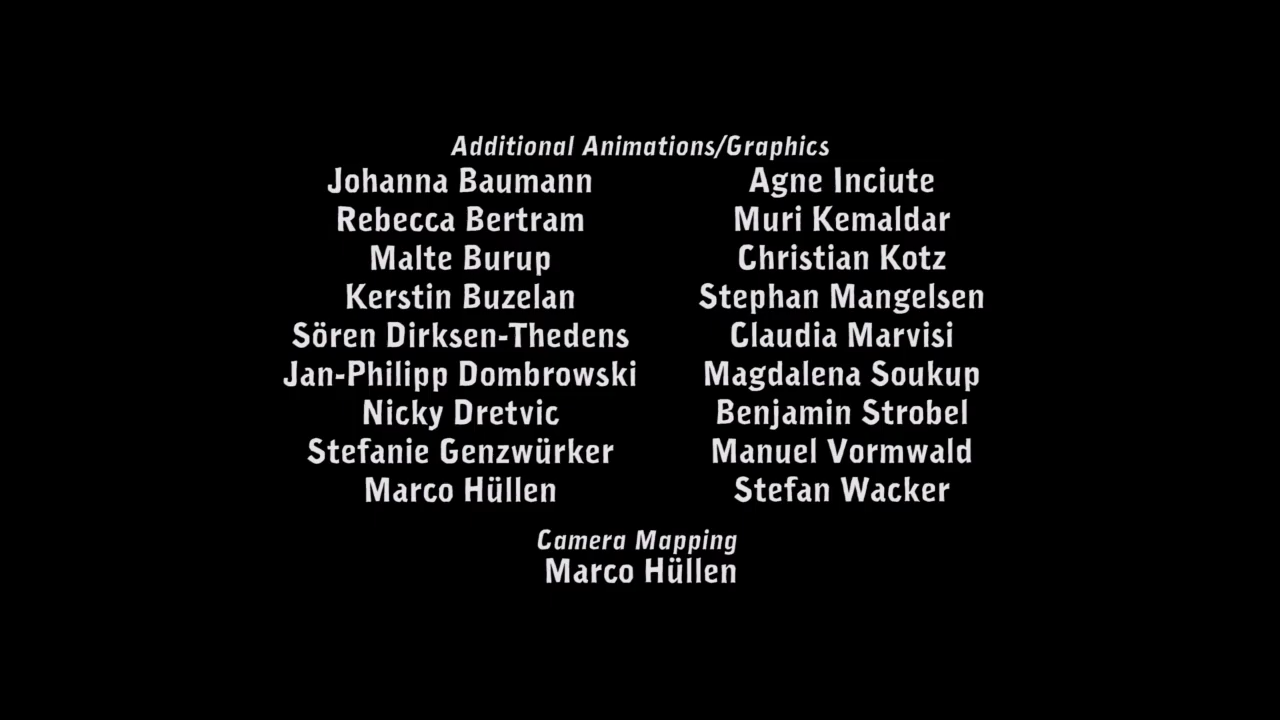 Additional Animations/Graphics
Johanna Baumann
Rebecca Bertram
Malte Burup
Kerstin Buzelan
Sören Dirksen-Thedens
Jan-Philipp Dombrowski
Nicky Dretvic
Stefanie Genzwürker
Marco Hüllen
Agne Inciute
Muri Kemaldar
Christian Kotz
Stephan Mangelsen
Claudia Marvisi
Magdalena Soukup
Benjamin Strobel
Manuel Vormwald
Stefan Wacker
Camera Mapping
Marco Hüllen